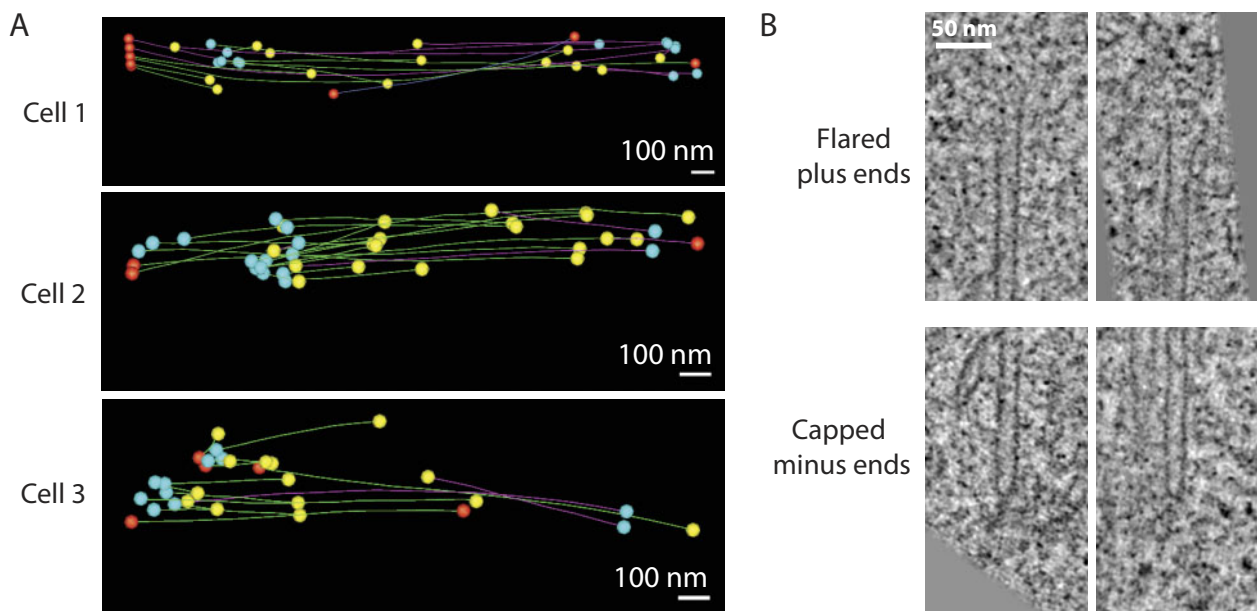 A
Cell 1
100 nm
Cell 2
100 nm
Cell 3
100 nm
B
50 nm
Flared
plus ends
Capped
minus ends